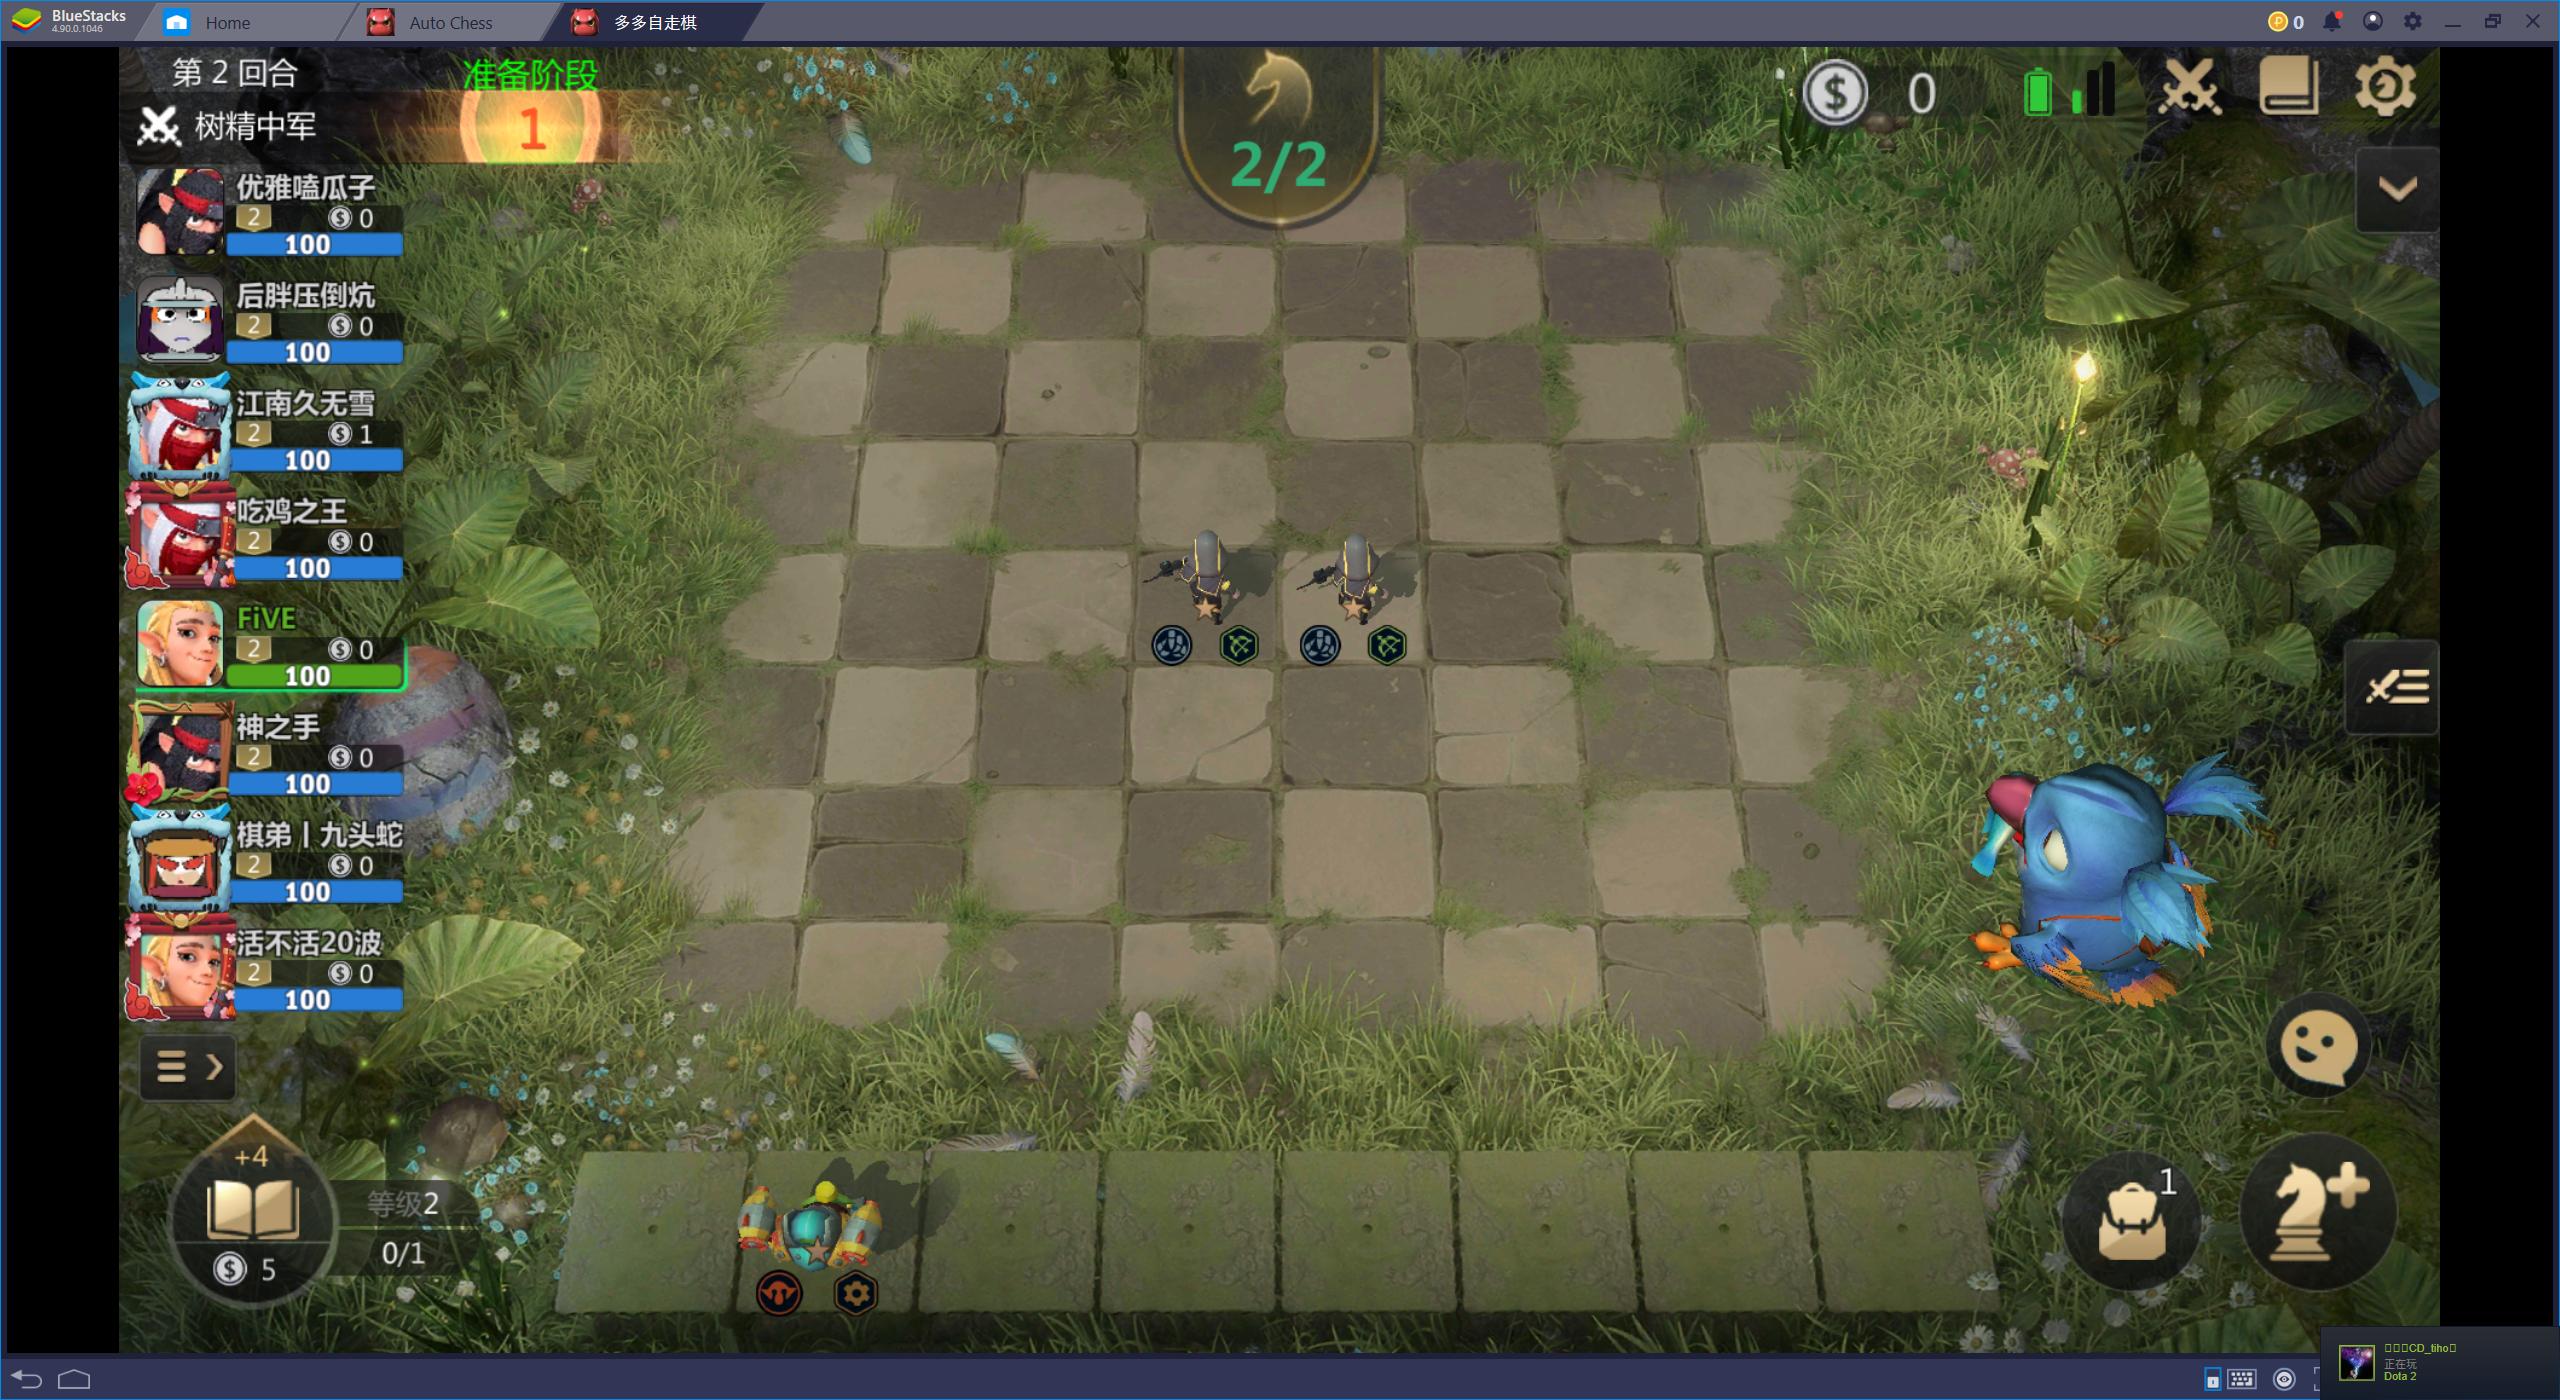 BlueStacks
4.90.0.1046
Home
Auto Chess
多多自走棋
0
第 2 回合
准备阶段
树精中军
1
2/2
0
优雅嗑瓜子
2 0
100
后胖压倒炕
2 0
100
江南久无雪
2 1
100
吃鸡之王
2 0
100
FiVE
2 0
100
神之手
2 0
100
棋弟丨九头蛇
2 0
100
活不活20波
2 0
100
+4
等级2
0/1
5
1
CD_tiho
正在玩
Dota 2